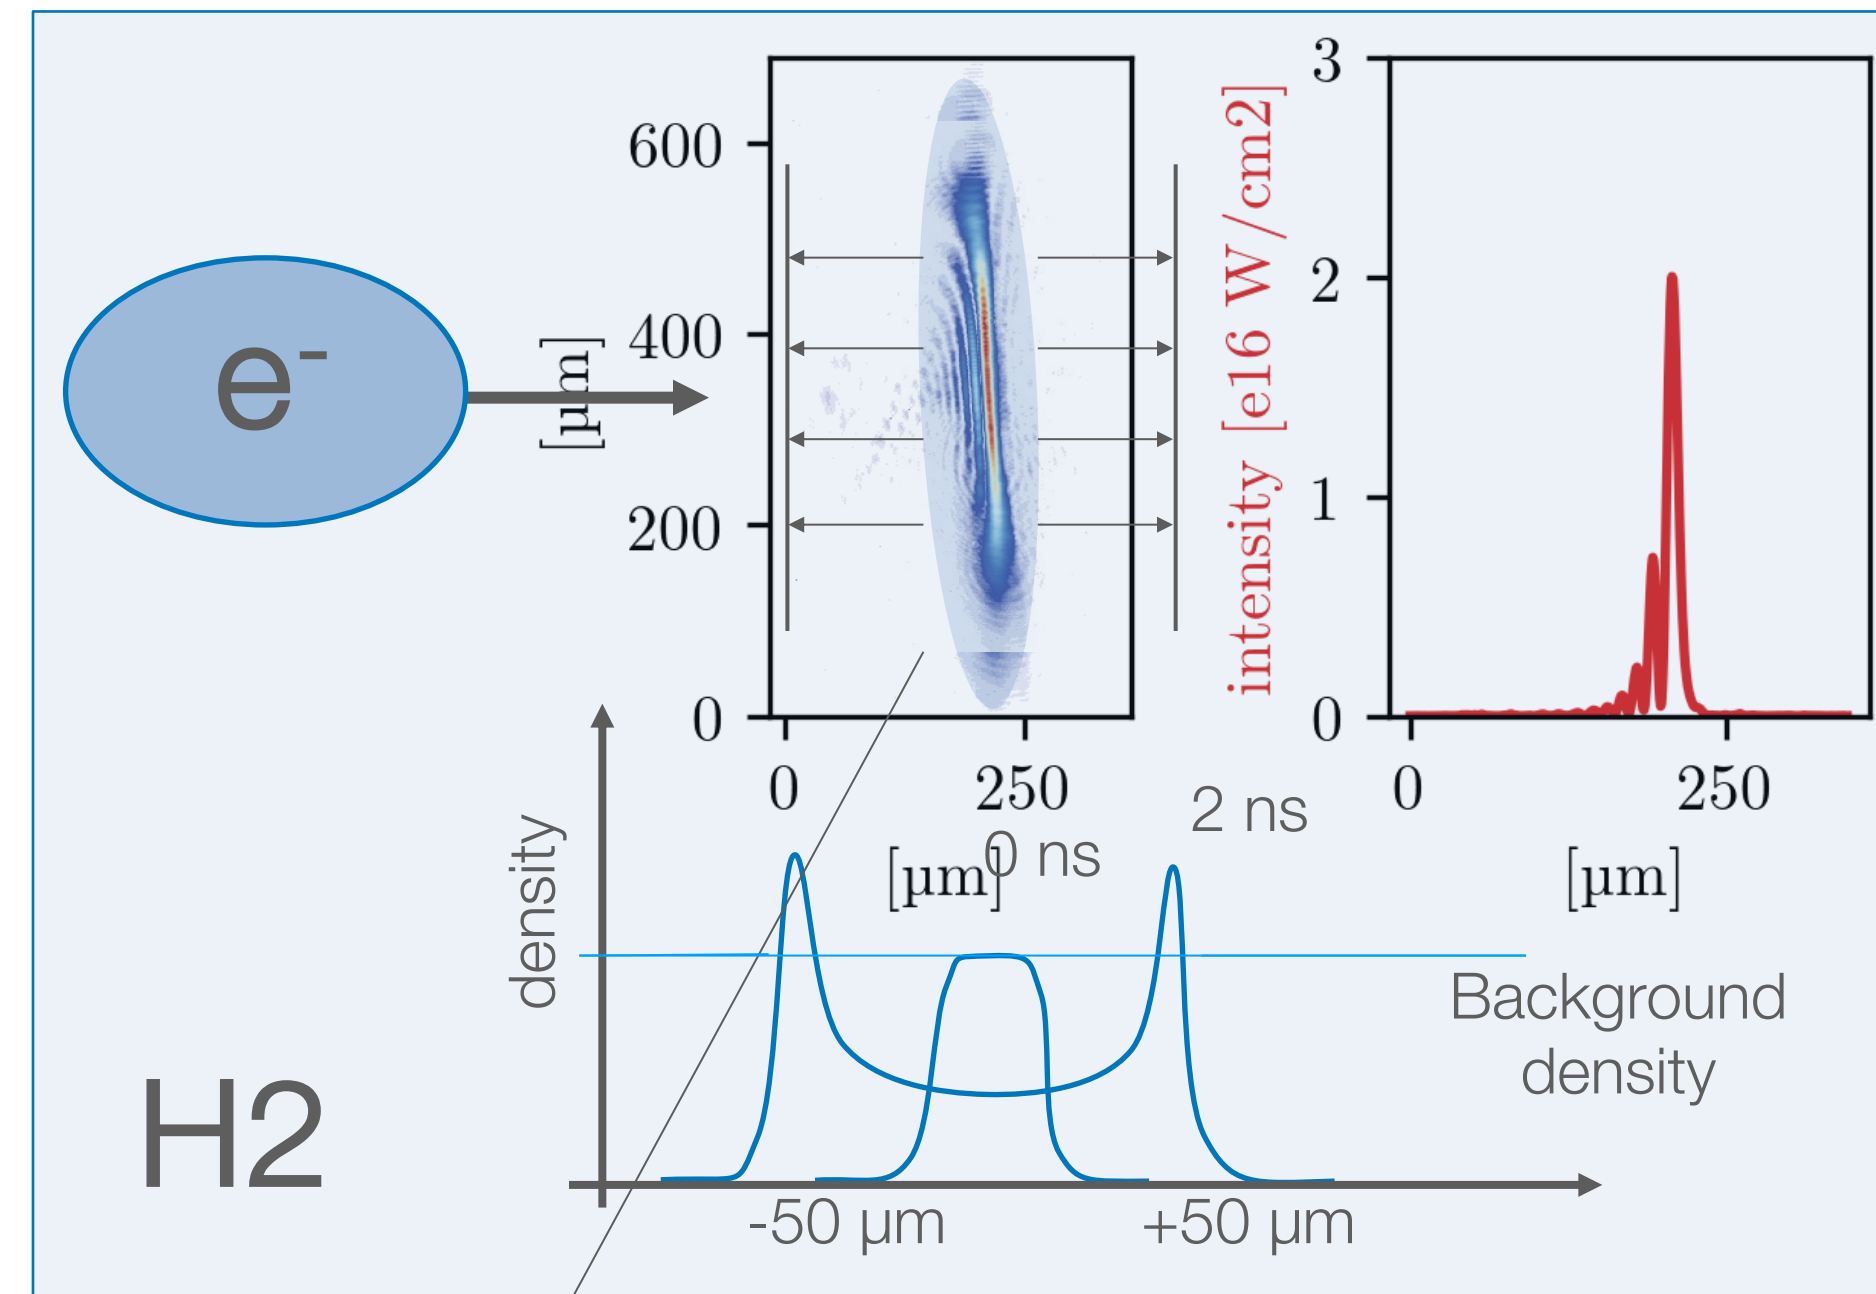 3
600
intensity [e16 W/cm2]
2
e-
[µm]
400
200
1
0
0
0
250
0
250
2 ns
0 ns
[µm]
[µm]
density
Background
density
H2
-50 µm
+50 µm